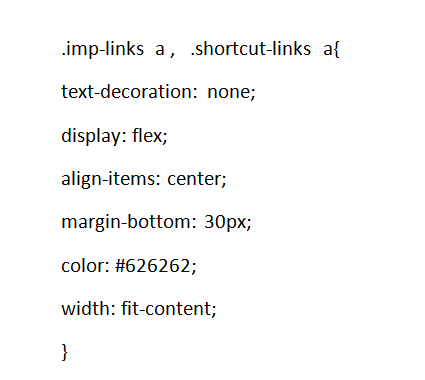 .imp-links a , .shortcut-links a{
text-decoration: none;
display: flex;
align-items: center;
margin-bottom: 30px;
color: #626262;
width: fit-content;
}